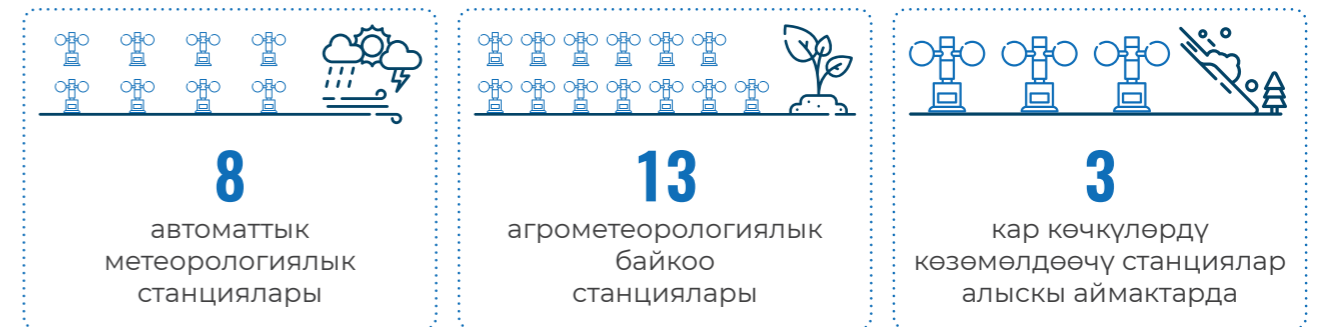 8
автоматтык
метеорологиялык
станциялары
13
агрометеорологиялык
байкоо
станциялары
3
кар көчкүлөрдү
көзөмөлдөөчү станциялар
алыскы аймактарда